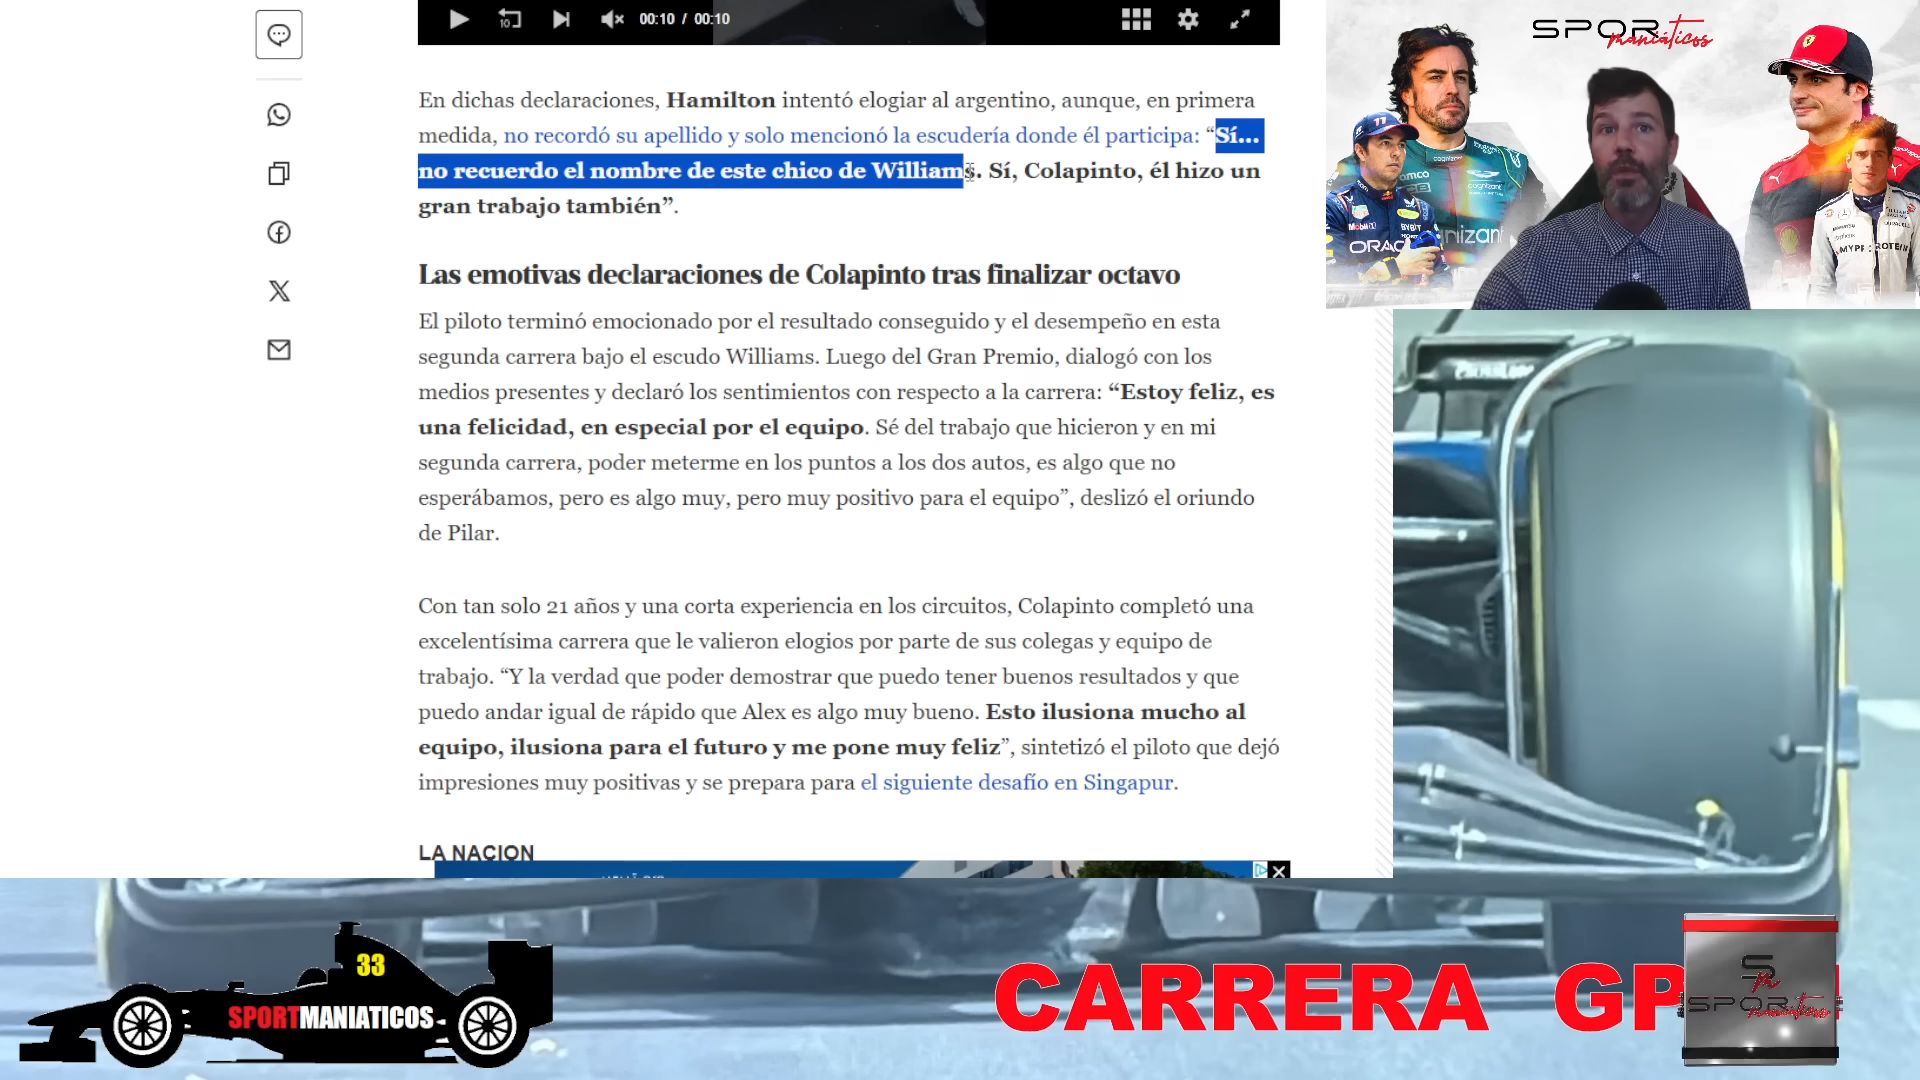 00:10 / 00:10
En dichas declaraciones, Hamilton intentó elogiar al argentino, aunque, en primera
medida, no recordó su apellido y solo mencionó la escudería donde él participa: “Sí...
no recuerdo el nombre de este chico de Williams. Sí, Colapinto, él hizo un
gran trabajo también”.
Las emotivas declaraciones de Colapinto tras finalizar octavo
El piloto terminó emocionado por el resultado conseguido y el desempeño en esta
segunda carrera bajo el escudo Williams. Luego del Gran Premio, dialogó con los
medios presentes y declaró los sentimientos con respecto a la carrera: “Estoy feliz, es
una felicidad, en especial por el equipo. Sé del trabajo que hicieron y en mi
segunda carrera, poder meterme en los puntos a los dos autos, es algo que no
esperábamos, pero es algo muy, pero muy positivo para el equipo”, deslizó el oriundo
de Pilar.
Con tan solo 21 años y una corta experiencia en los circuitos, Colapinto completó una
excelentísima carrera que le valieron elogios por parte de sus colegas y equipo de
trabajo. “Y la verdad que poder demostrar que puedo tener buenos resultados y que
puedo andar igual de rápido que Alex es algo muy bueno. Esto ilusiona mucho al
equipo, ilusiona para el futuro y me pone muy feliz”, sintetizó el piloto que dejó
impresiones muy positivas y se prepara para el siguiente desafío en Singapur.
LA NACION
SPORT
maniáticos
11
cognizant
ORAC
33
SPORTMANIATICOS
CARRERA GP
SPORT
maniáticos